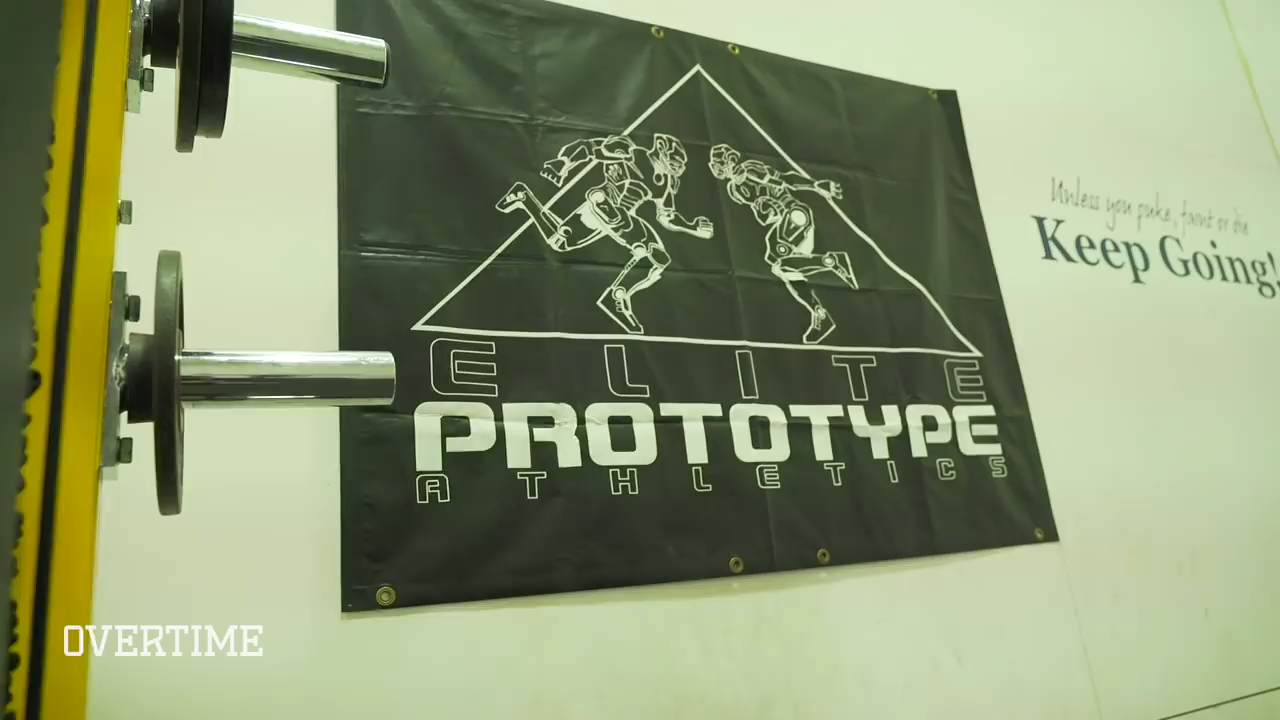 ELITE
PROTOTYPE
ATHLETICS
Unless you puke, faint or die
Keep Going!
OVERTIME